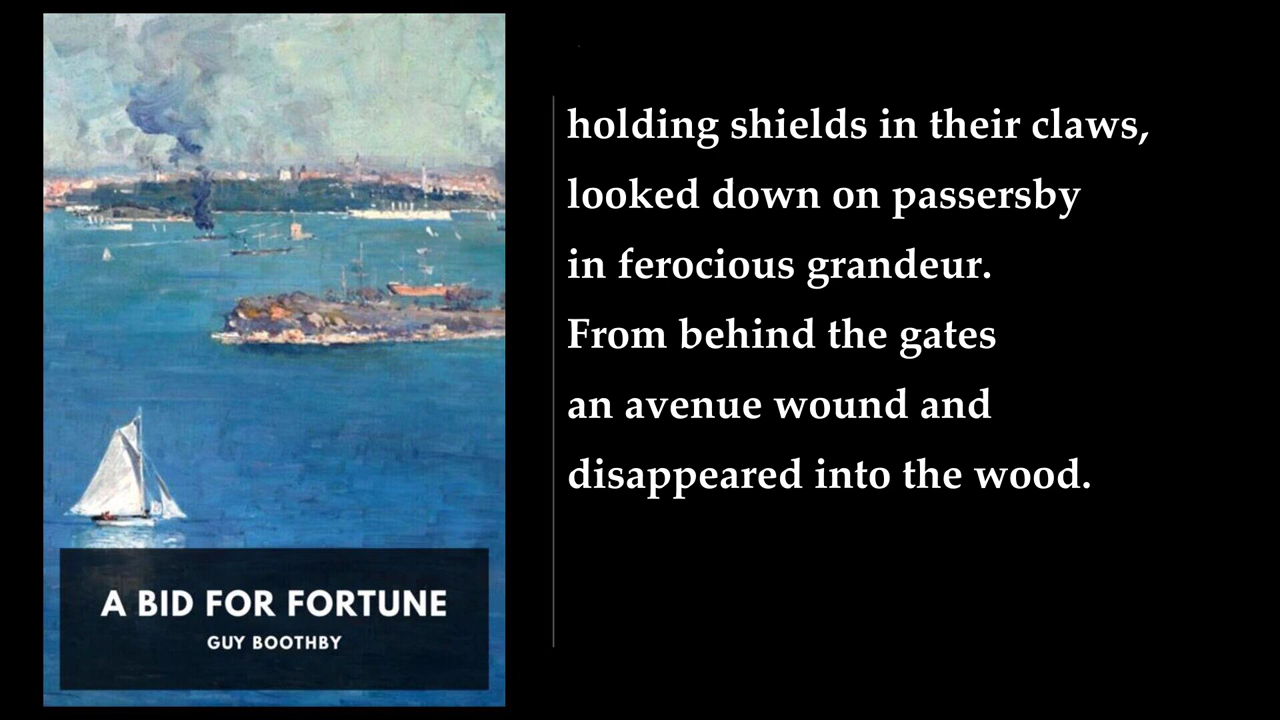 holding shields in their claws,
looked down on passersby
in ferocious grandeur.
From behind the gates
an avenue wound and
disappeared into the wood.
A BID FOR FORTUNE
GUY BOOTHBY